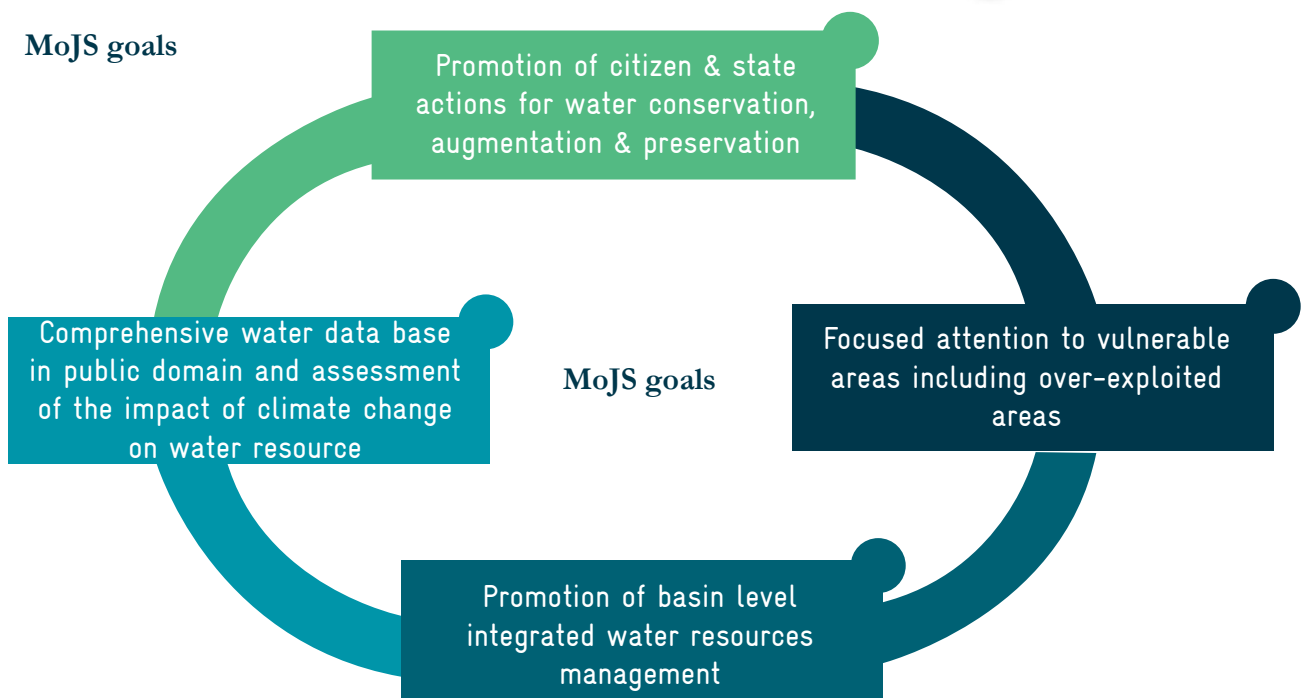 MoJS goals
Promotion of citizen & state
actions for water conservation,
augmentation & preservation
Comprehensive water data base
in public domain and assessment
of the impact of climate change
on water resource
MoJS goals
Focused attention to vulnerable
areas including over-exploited
areas
Promotion of basin level
integrated water resources
management